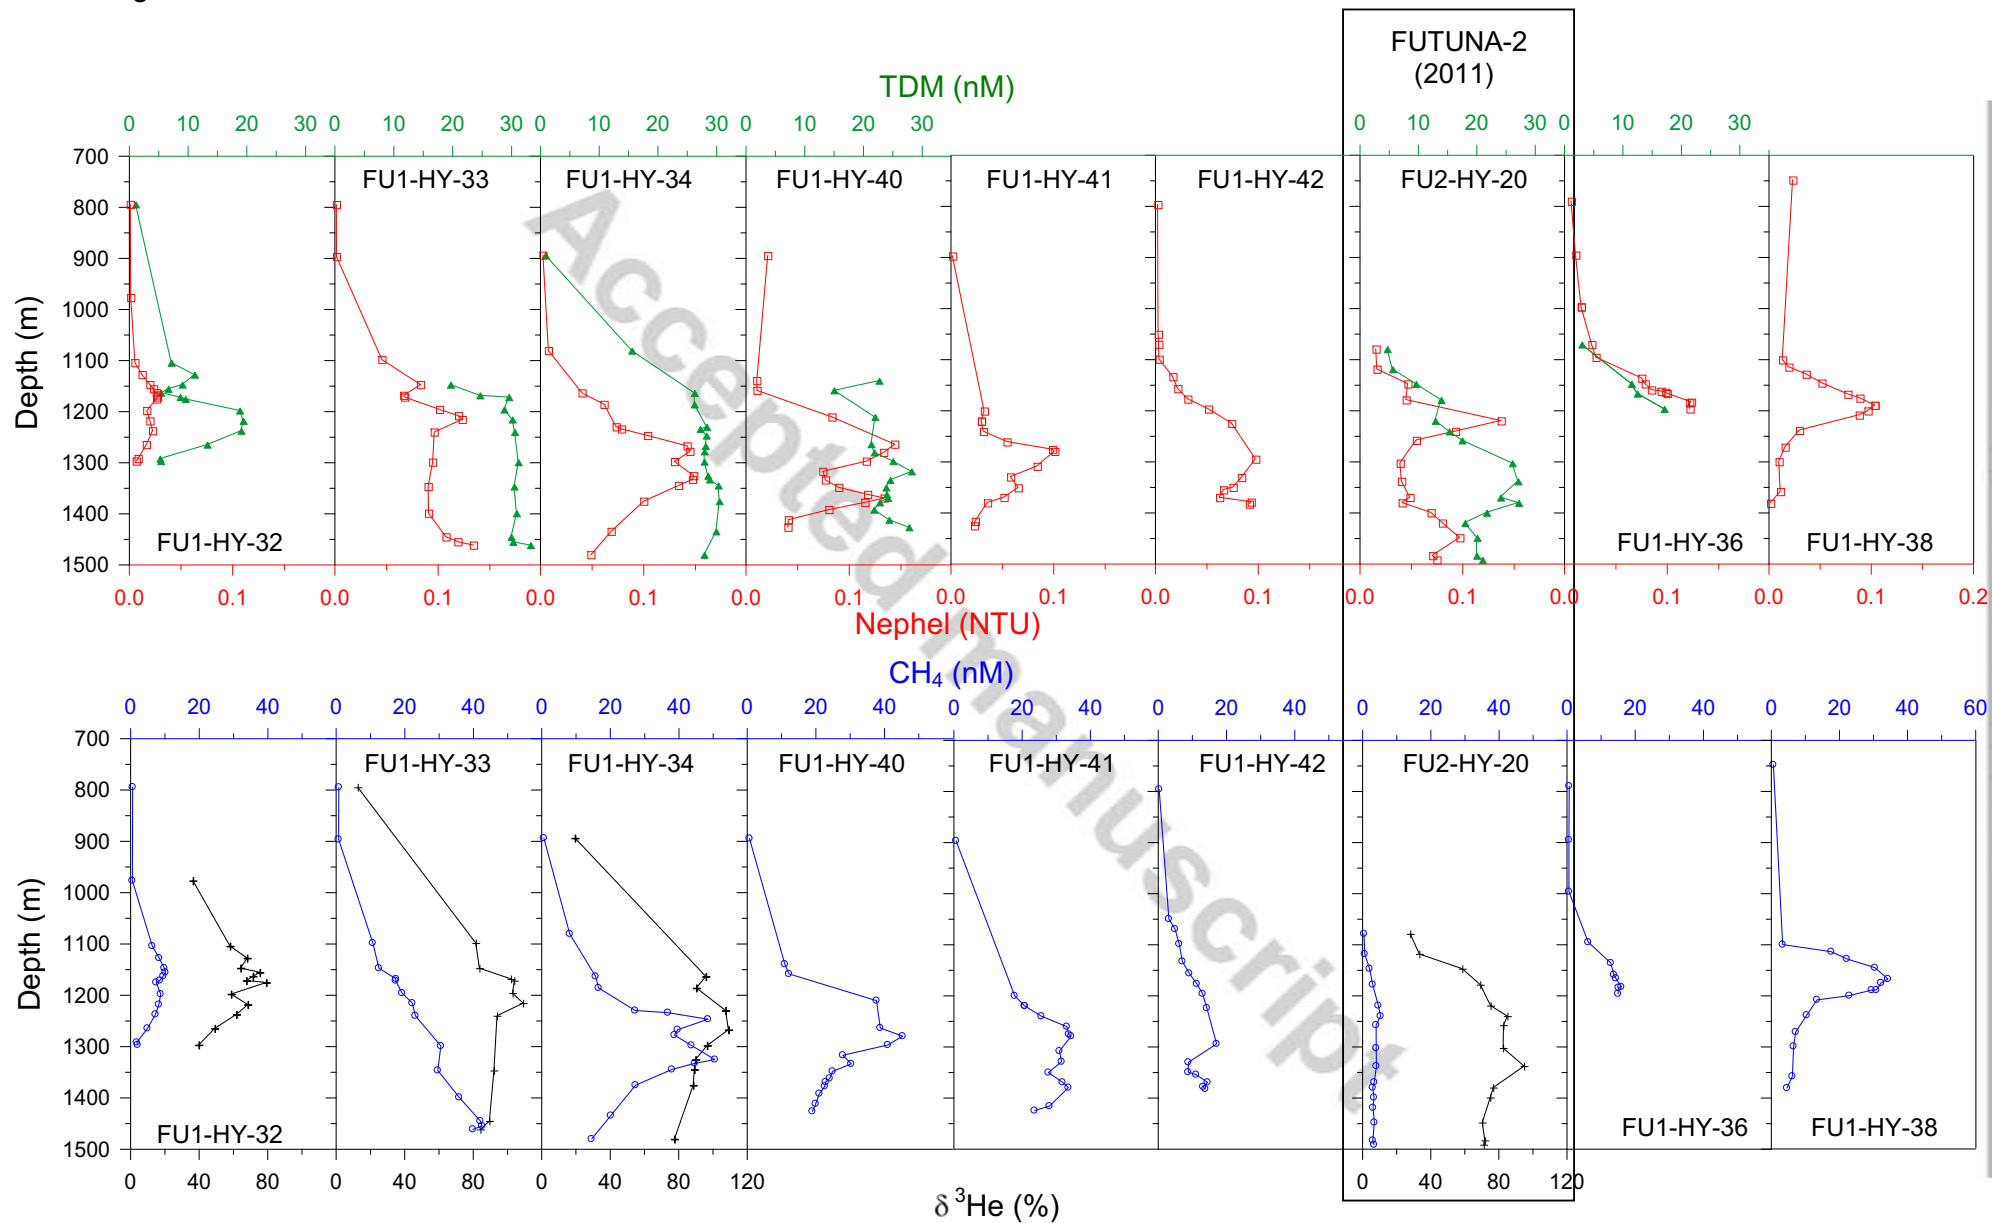 FUTUNA-2
(2011)
TDM (nM)
0 10 20 30 0 10 20 30 0 10 20 30 0 10 20 30 0 10 20 30 0 10 20 30
700
FU1-HY-33 FU1-HY-34 FU1-HY-40 FU1-HY-41 FU1-HY-42 FU2-HY-20
800
900
1000
Depth (m)
1100
1200
1300
1400
FU1-HY-32 FU1-HY-36 FU1-HY-38
1500
0.0 0.1 0.0 0.1 0.0 0.1 0.0 0.1 0.0 0.1 0.0 0.1 0.0 0.1 0.0 0.1 0.0 0.1 0.2
Nephel (NTU)
Accepted manuscript
CH4 (nM)
0 20 40 0 20 40 0 20 40 0 20 40 0 20 40 0 20 40 0 20 40 0 20 40 0 20 40 60
700
FU1-HY-33 FU1-HY-34 FU1-HY-40 FU1-HY-41 FU1-HY-42 FU2-HY-20
800
900
1000
Depth (m)
1100
1200
1300
1400
FU1-HY-32 FU1-HY-36 FU1-HY-38
1500
0 40 80 0 40 80 0 40 80 120 0 40 80 120
δ 3He (%)